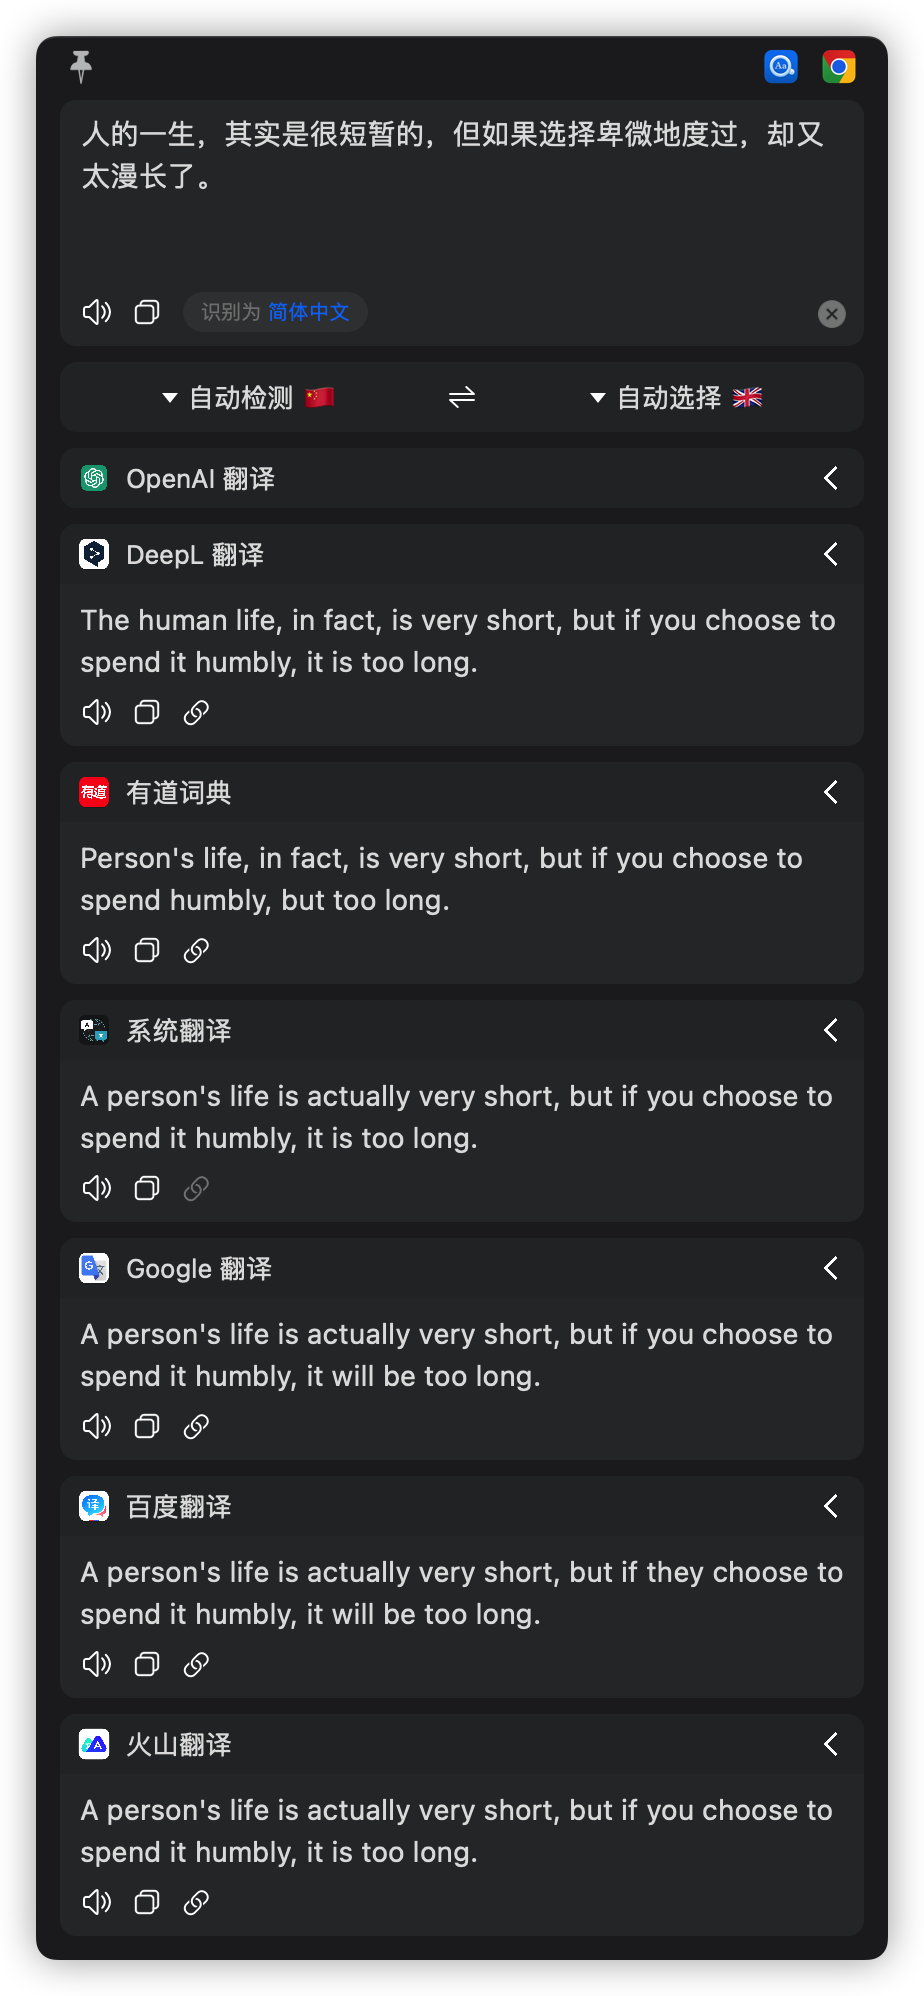 Aa
人的一生，其实是很短暂的，但如果选择卑微地度过，却又
太漫长了。
识别为 简体中文
自动检测
自动选择
OpenAI 翻译
DeepL 翻译
The human life, in fact, is very short, but if you choose to
spend it humbly, it is too long.
有道
有道词典
Person's life, in fact, is very short, but if you choose to
spend humbly, but too long.
系统翻译
A person's life is actually very short, but if you choose to
spend it humbly, it is too long.
Google 翻译
A person's life is actually very short, but if you choose to
spend it humbly, it will be too long.
译
百度翻译
A person's life is actually very short, but if they choose to
spend it humbly, it will be too long.
火山翻译
A person's life is actually very short, but if you choose to
spend it humbly, it is too long.